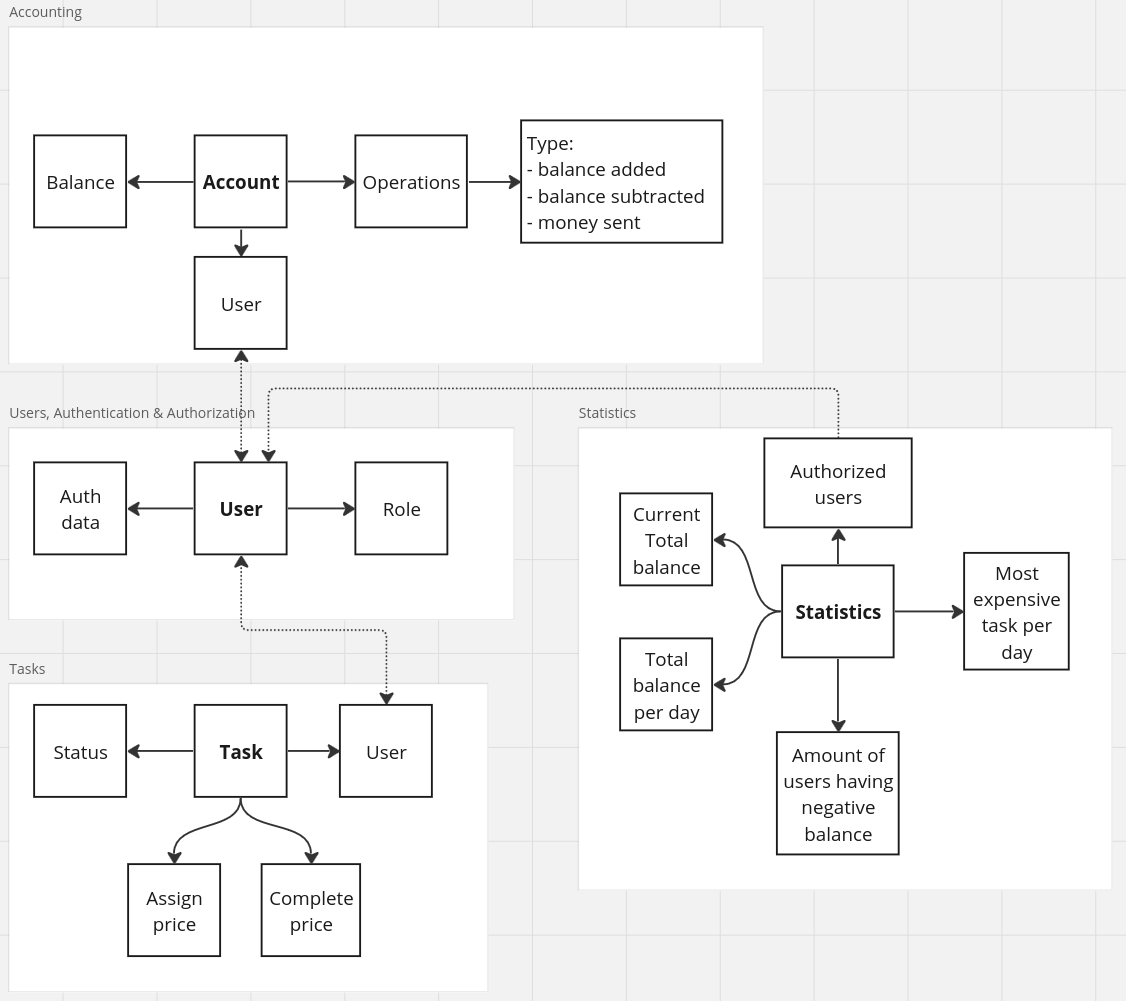 Accounting
Balance
Account
Operations
Type:
- balance added
- balance subtracted
- money sent
User
Users, Authentication & Authorization
Auth
data
User
Role
Statistics
Authorized
users
Current
Total
balance
Statistics
Most
expensive
task per
day
Total
balance
per day
Amount of
users having
negative
balance
Tasks
Status
Task
User
Assign
price
Complete
price